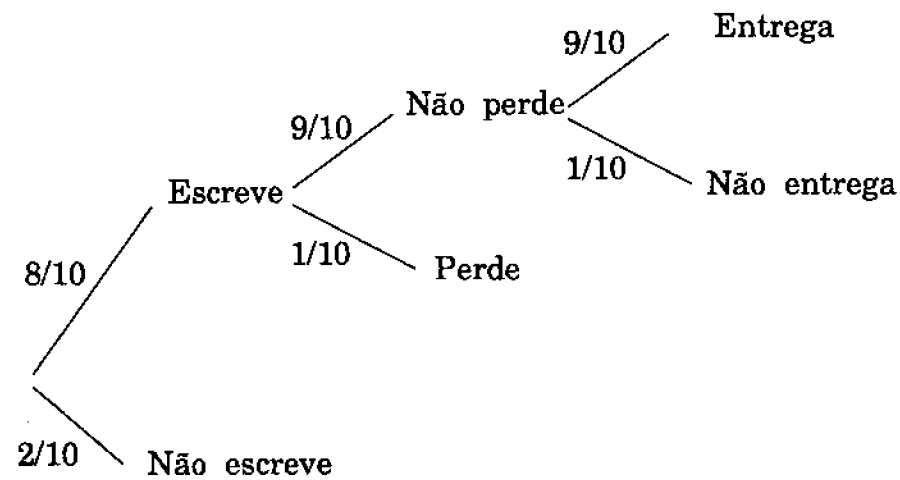 9/10 Entrega
9/10 Não perde
1/10 Não entrega
Escreve
1/10 Perde
8/10
2/10 Não escreve